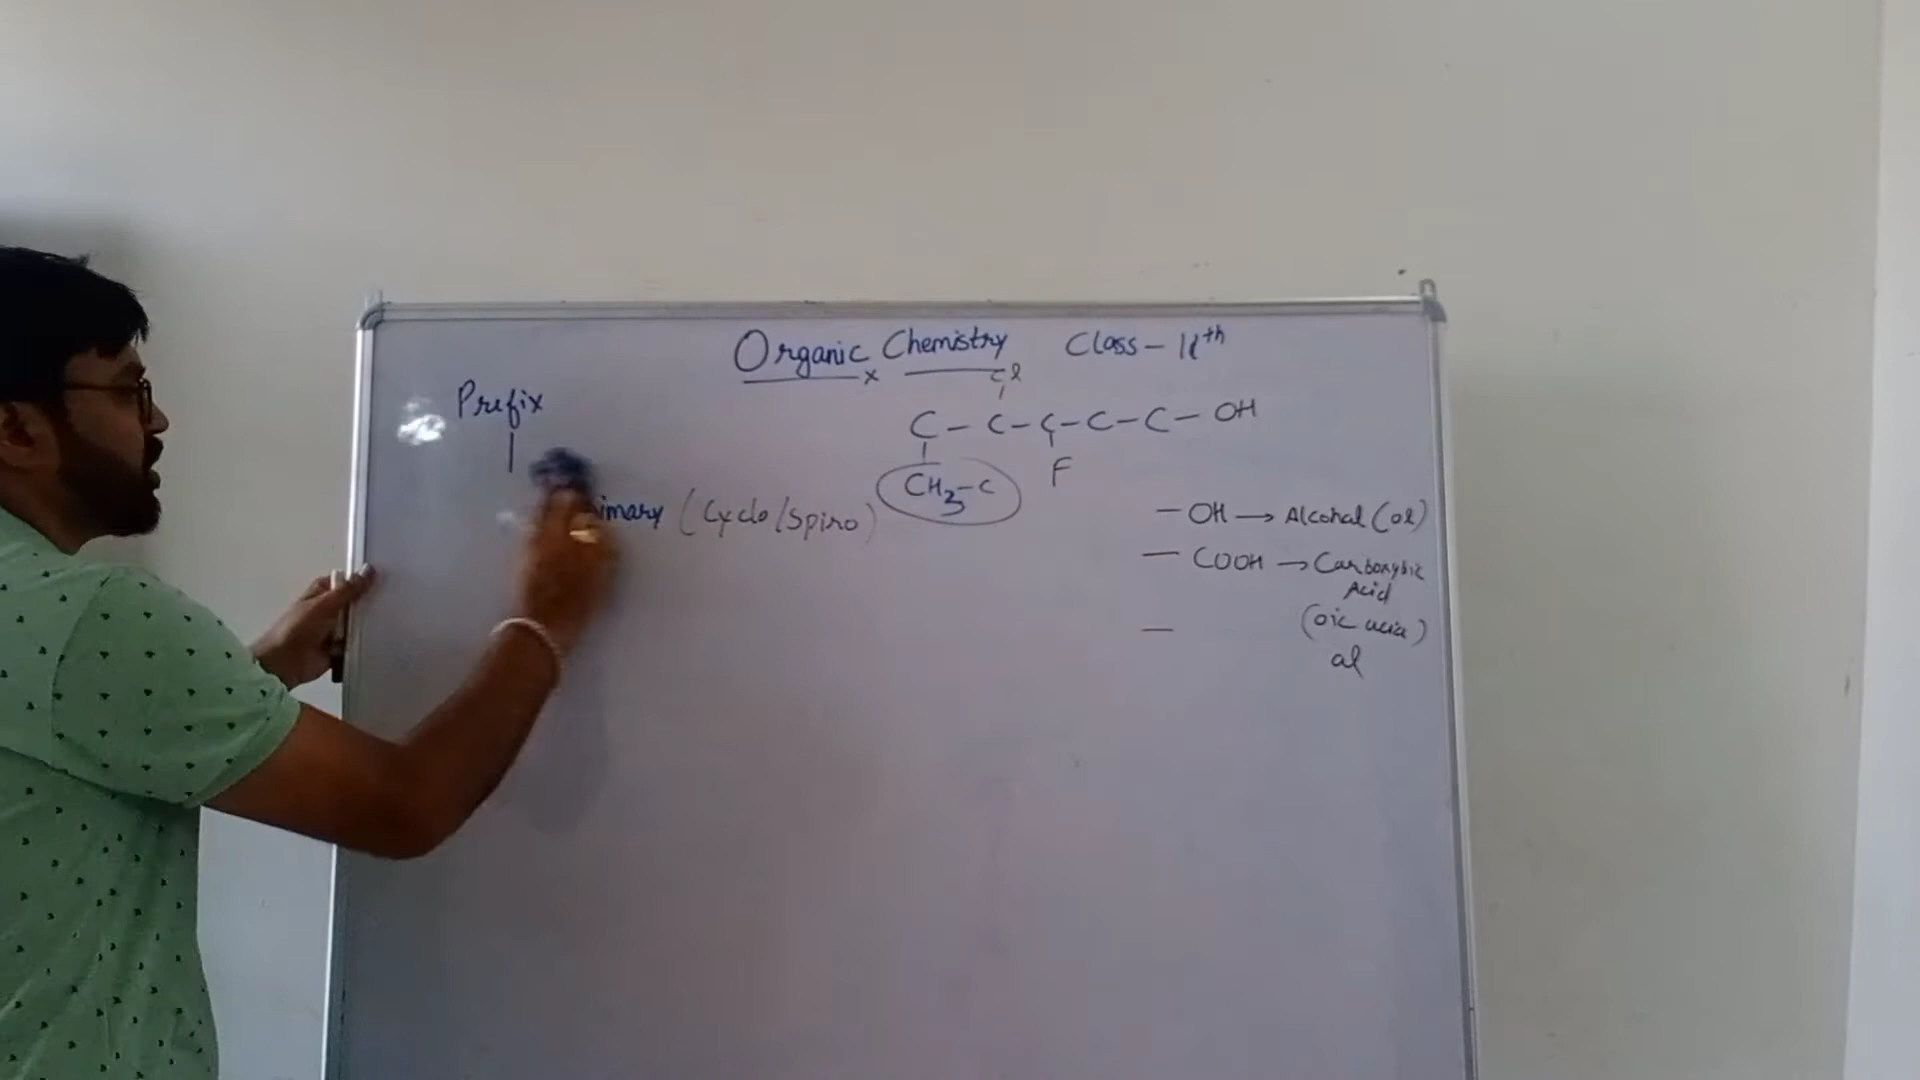 Organic Chemistry Class - 11th
x
Prefix
Cl
C - C - C - C - C - OH
CH3-C F
imary (Cyclo/Spiro)
- OH → Alcohal (ol)
- COOH → Carboxylic
Acid
- (oic acid)
al